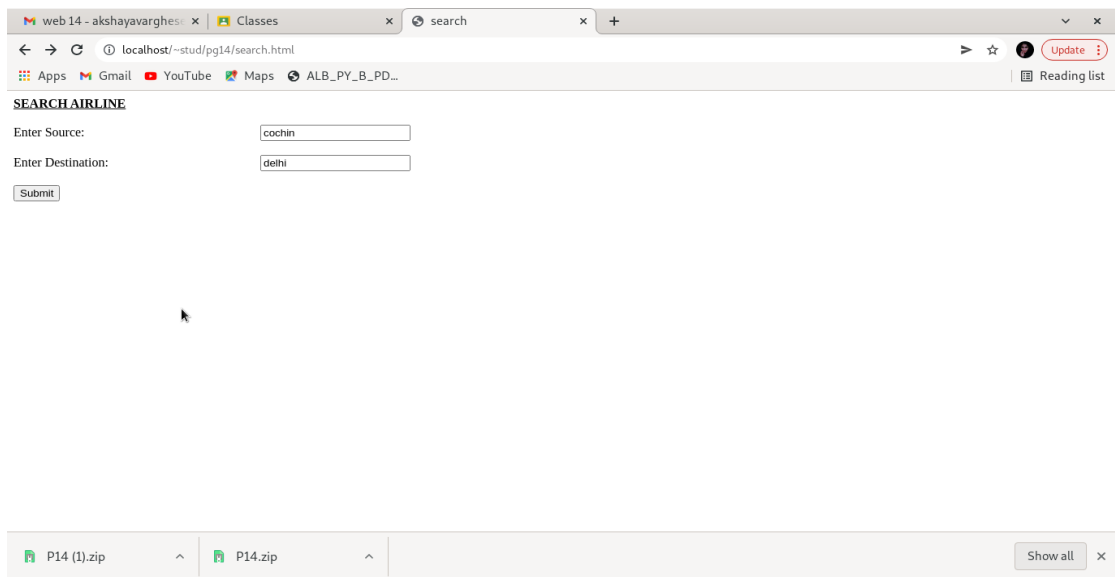 web 14 - akshayavarghese
Classes
search
localhost/~stud/pg14/search.html
Update
Apps
Gmail
YouTube
Maps
ALB_PY_B_PD...
Reading list
SEARCH AIRLINE
Enter Source: cochin
Enter Destination: delhi
Submit
P14 (1).zip
P14.zip
Show all